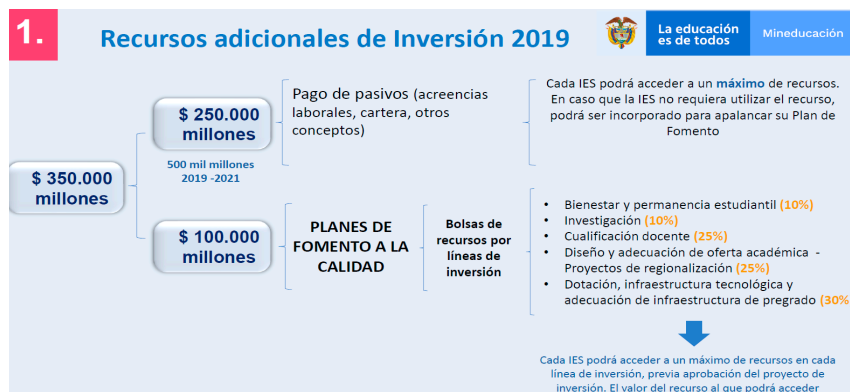 1.
Recursos adicionales de Inversión 2019
La educación
es de todos
Mineducación
$ 350.000
millones
$ 250.000
millones
500 mil millones
2019 -2021
Pago de pasivos (acreencias
laborales, cartera, otros
conceptos)
Cada IES podrá acceder a un máximo de recursos.
En caso que la IES no requiera utilizar el recurso,
podrá ser incorporado para apalancar su Plan de
Fomento
$ 100.000
millones
PLANES DE
FOMENTO A LA
CALIDAD
Bolsas de
recursos por
líneas de
inversión
• Bienestar y permanencia estudiantil (10%)
• Investigación (10%)
• Cualificación docente (25%)
• Diseño y adecuación de oferta académica -
Proyectos de regionalización (25%)
• Dotación, infraestructura tecnológica y
adecuación de infraestructura de pregrado (30%
Cada IES podrá acceder a un máximo de recursos en cada
línea de inversión, previa aprobación del proyecto de
inversión. El valor del recurso al que podrá acceder